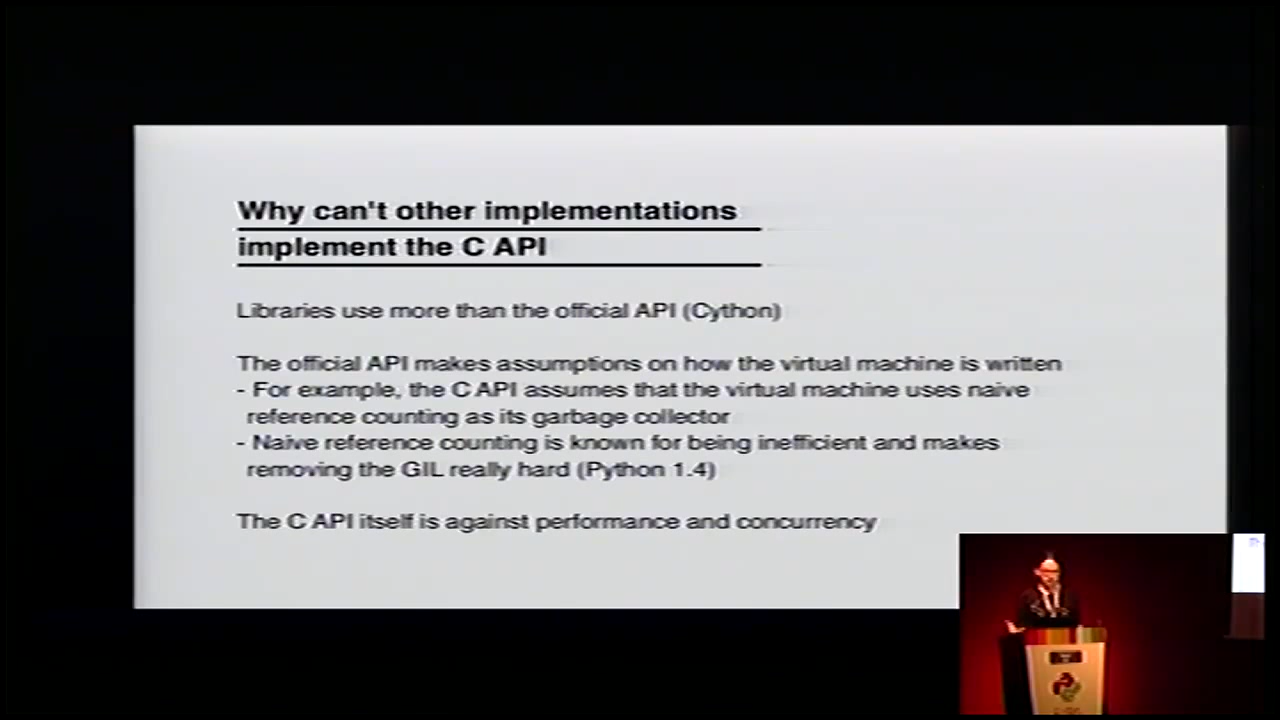 Why can't other implementations
implement the C API
Libraries use more than the official API (Cython)
The official API makes assumptions on how the virtual machine is written
- For example, the C API assumes that the virtual machine uses naive
reference counting as its garbage collector
- Naive reference counting is known for being inefficient and makes
removing the GIL really hard (Python 1.4)
The C API itself is against performance and concurrency